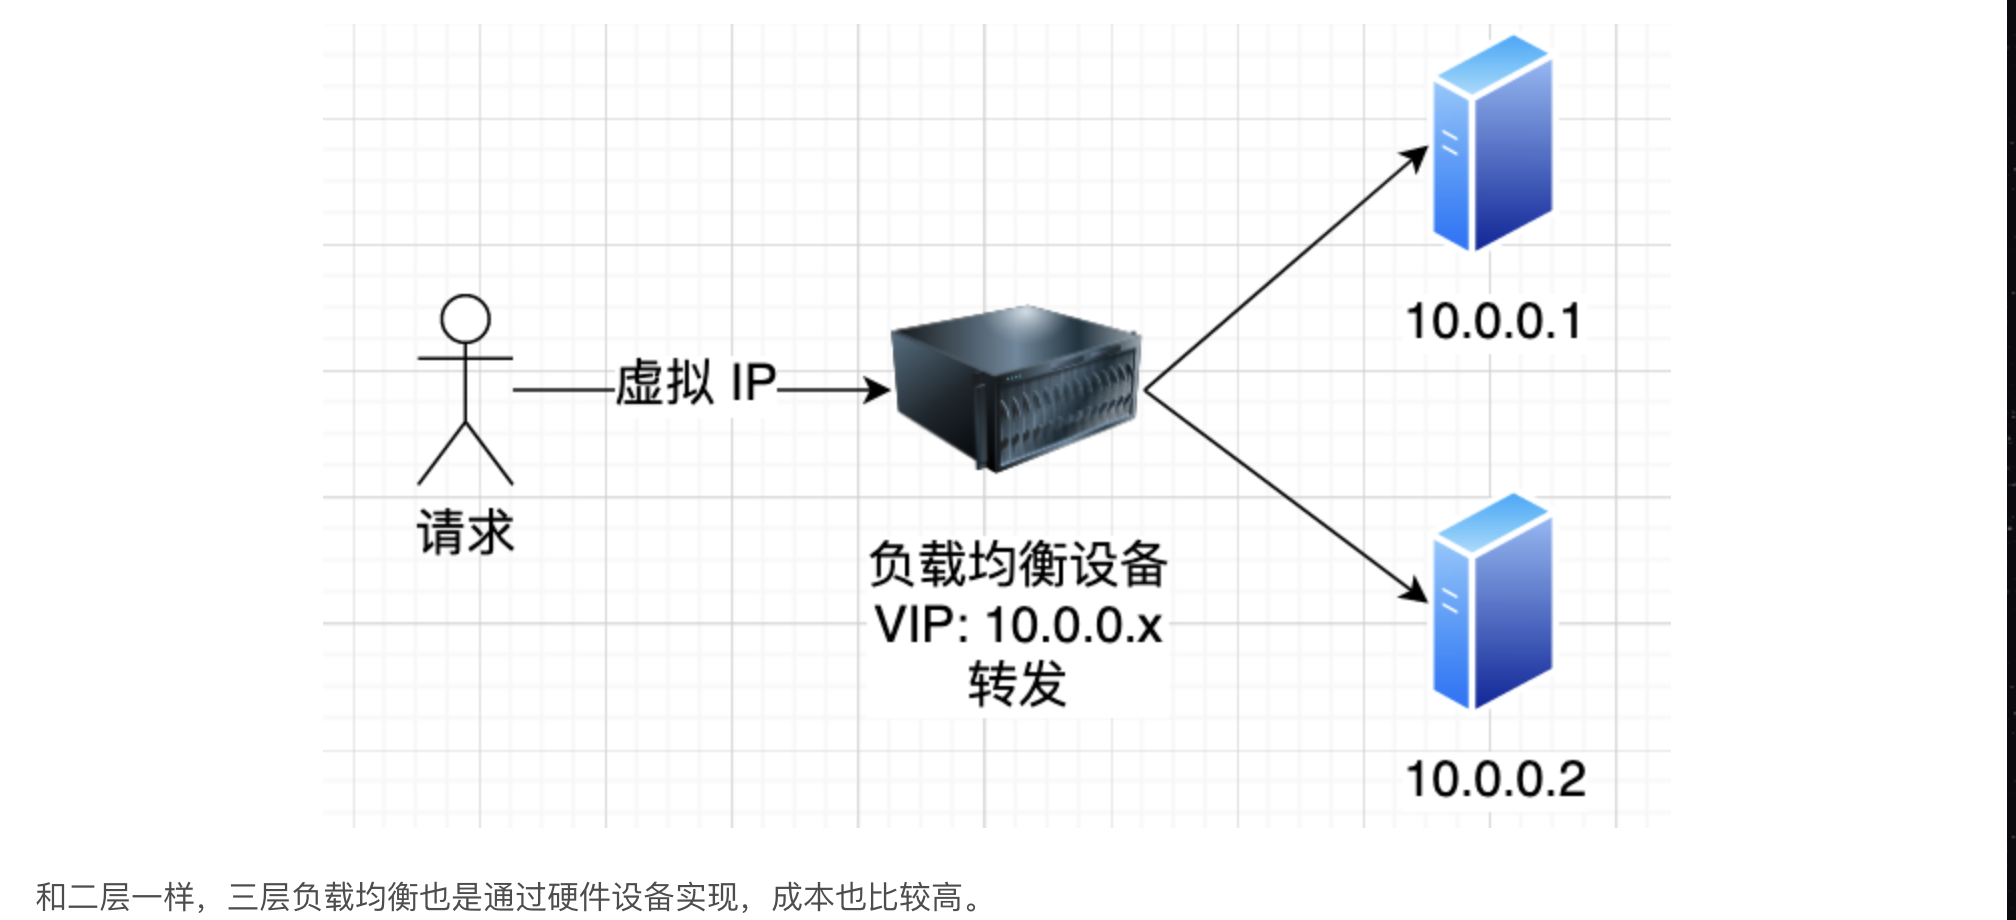 虚拟 IP
请求
负载均衡设备
VIP: 10.0.0.x
转发
10.0.0.1
10.0.0.2
和二层一样，三层负载均衡也是通过硬件设备实现，成本也比较高。